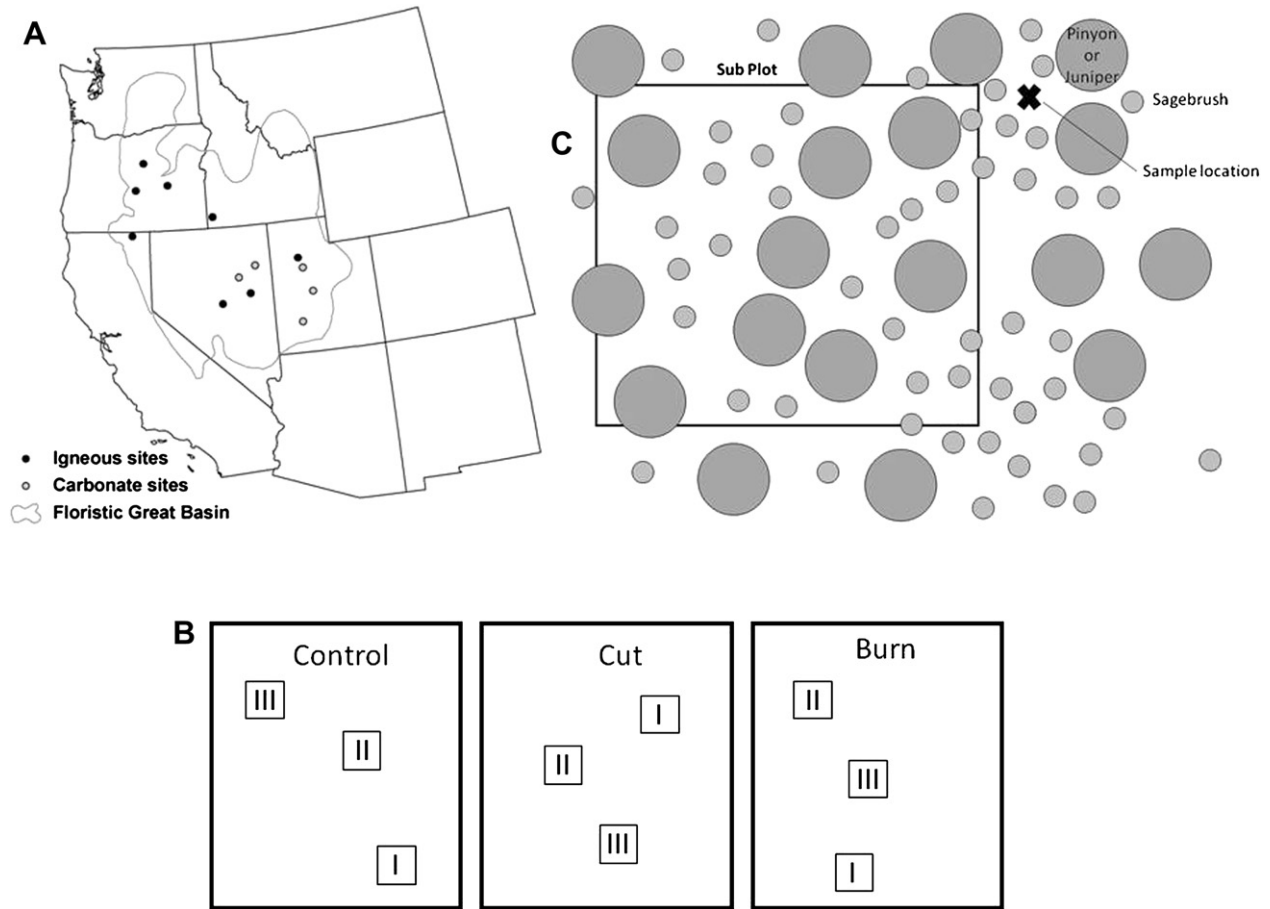 A
Igneous sites
Carbonate sites
Floristic Great Basin
C
Sub Plot
Pinyon
or
Juniper
Sagebrush
Sample location
B
Control
III
II
I
Cut
I
II
III
Burn
II
III
I